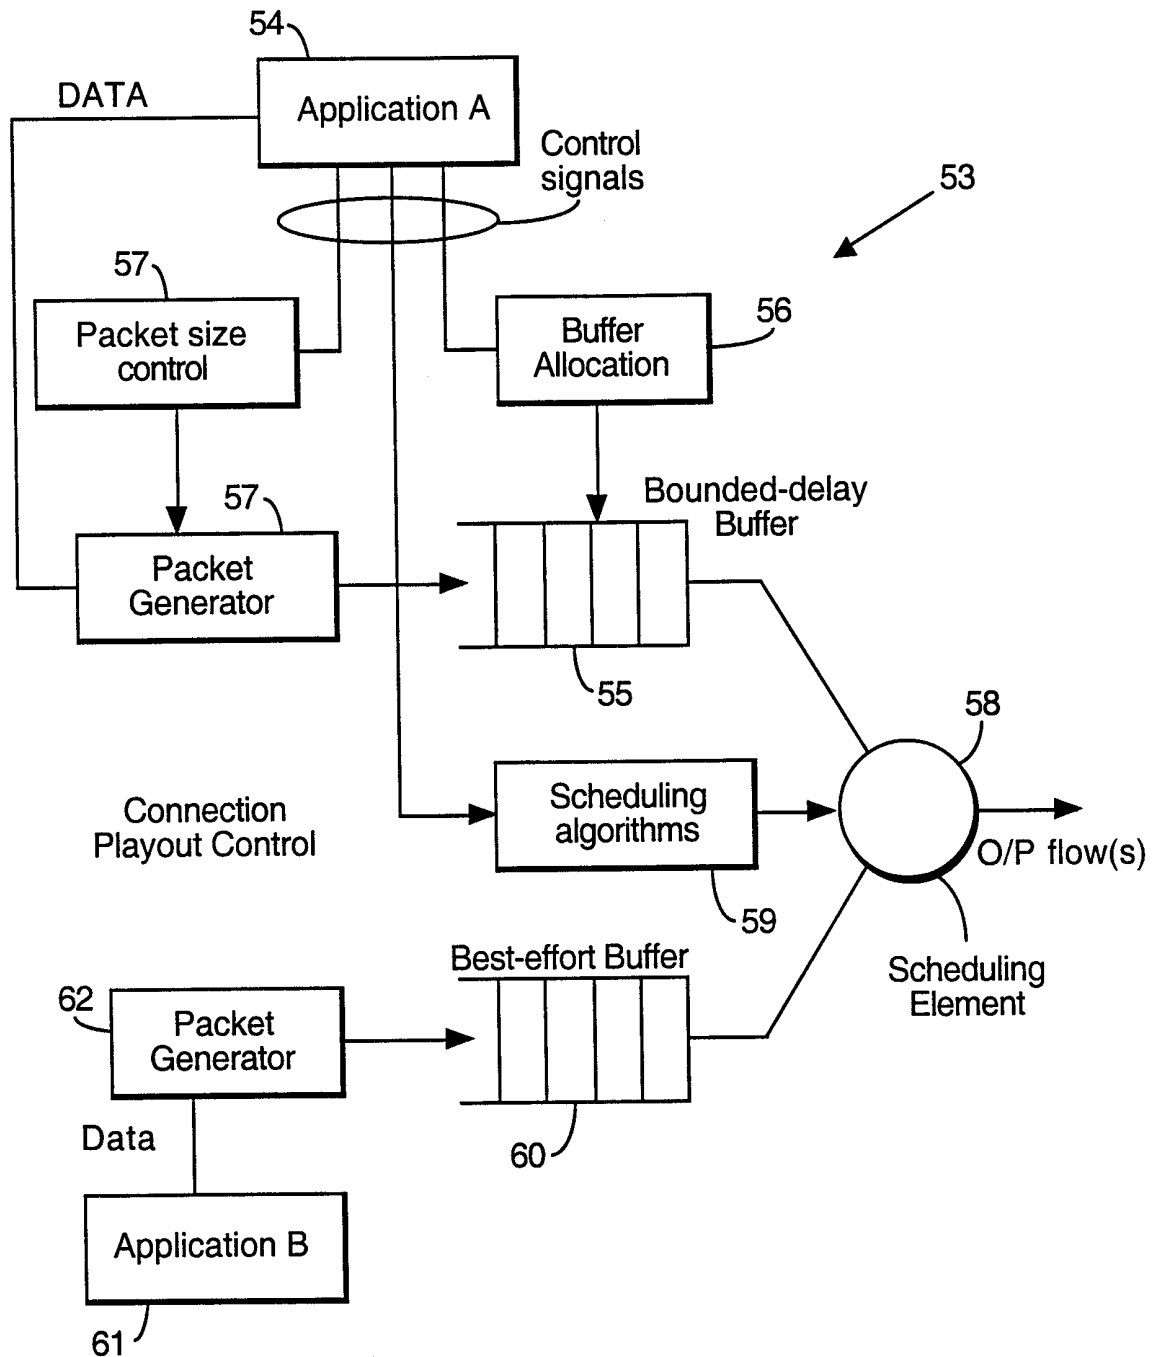 54
DATA
Application A
Control
signals
53
57
Packet size
control
56
Buffer
Allocation
57
Packet
Generator
Bounded-delay
Buffer
55
58
Connection
Playout Control
Scheduling
algorithms
O/P flow(s)
59
Best-effort Buffer
Scheduling
Element
62
Packet
Generator
60
Data
Application B
61